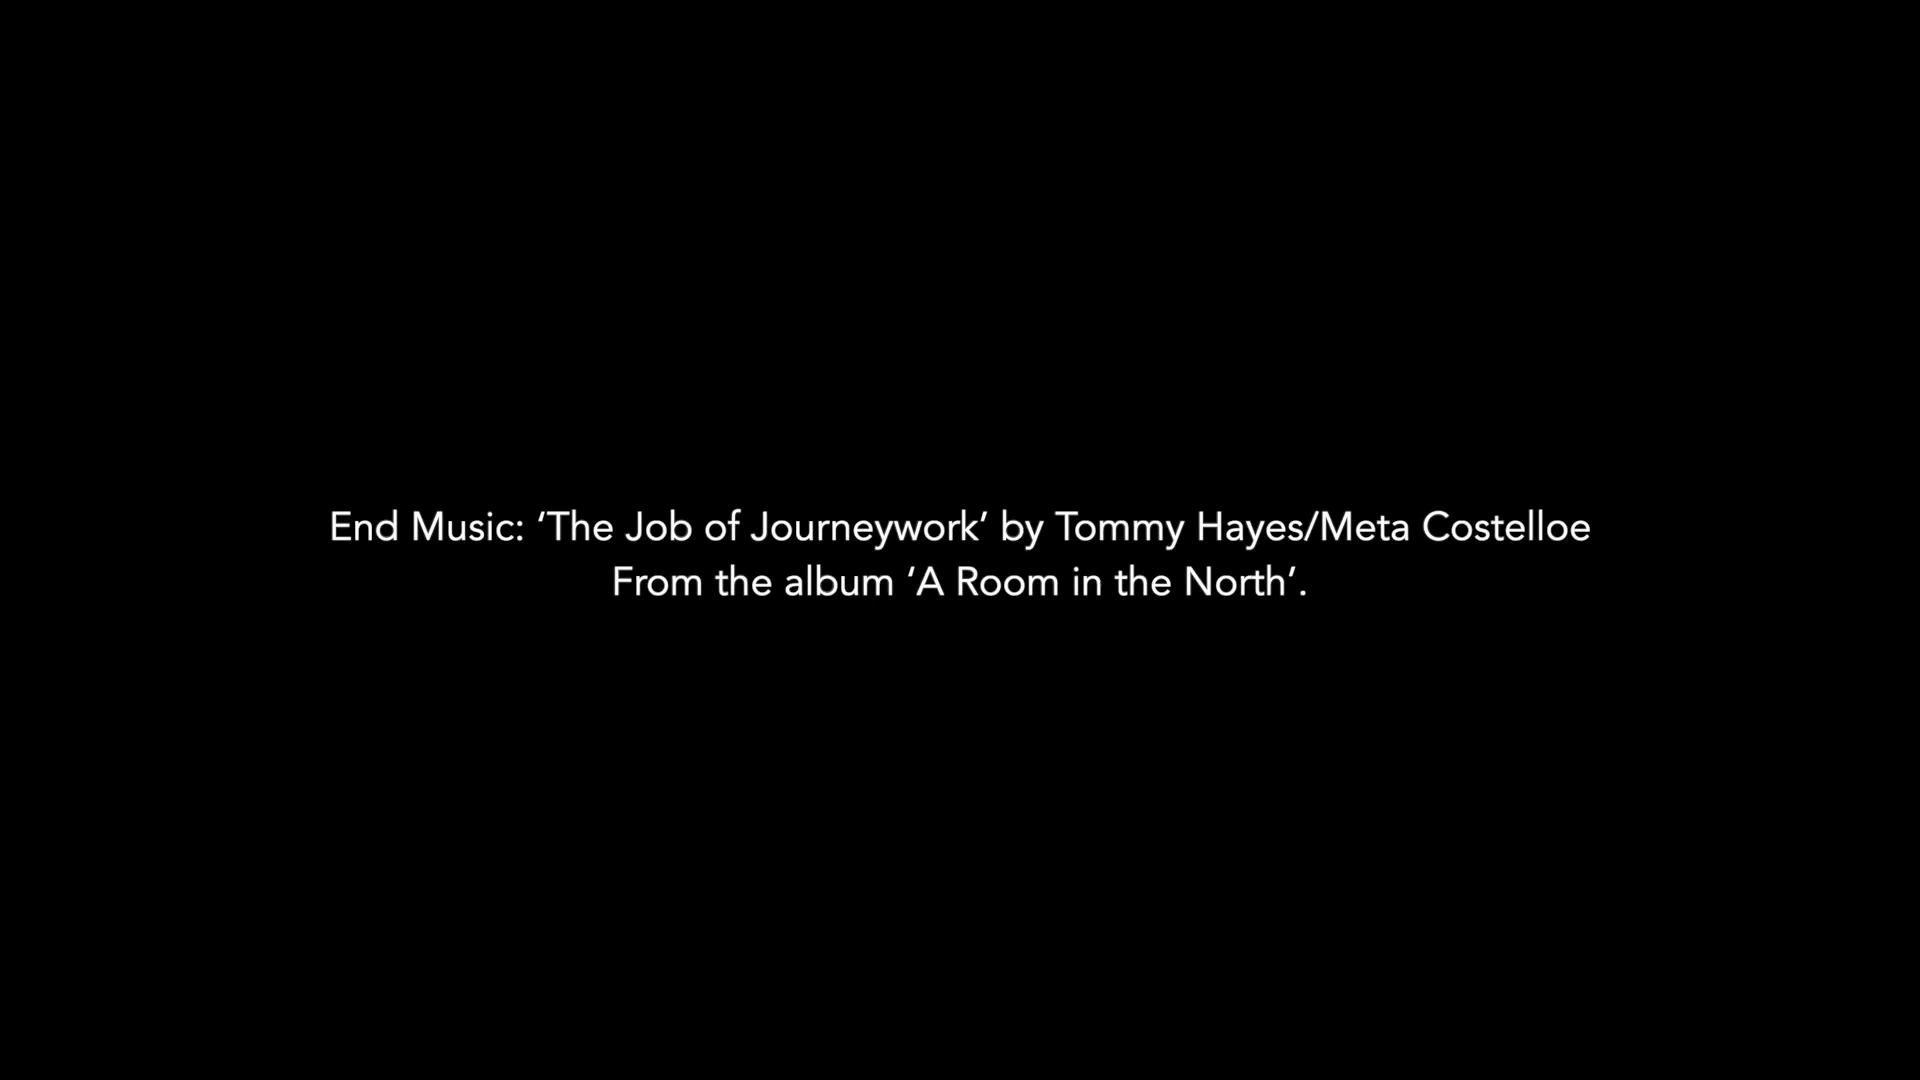 End Music: ‘The Job of Journeywork’ by Tommy Hayes/Meta Costelloe
From the album ‘A Room in the North’.